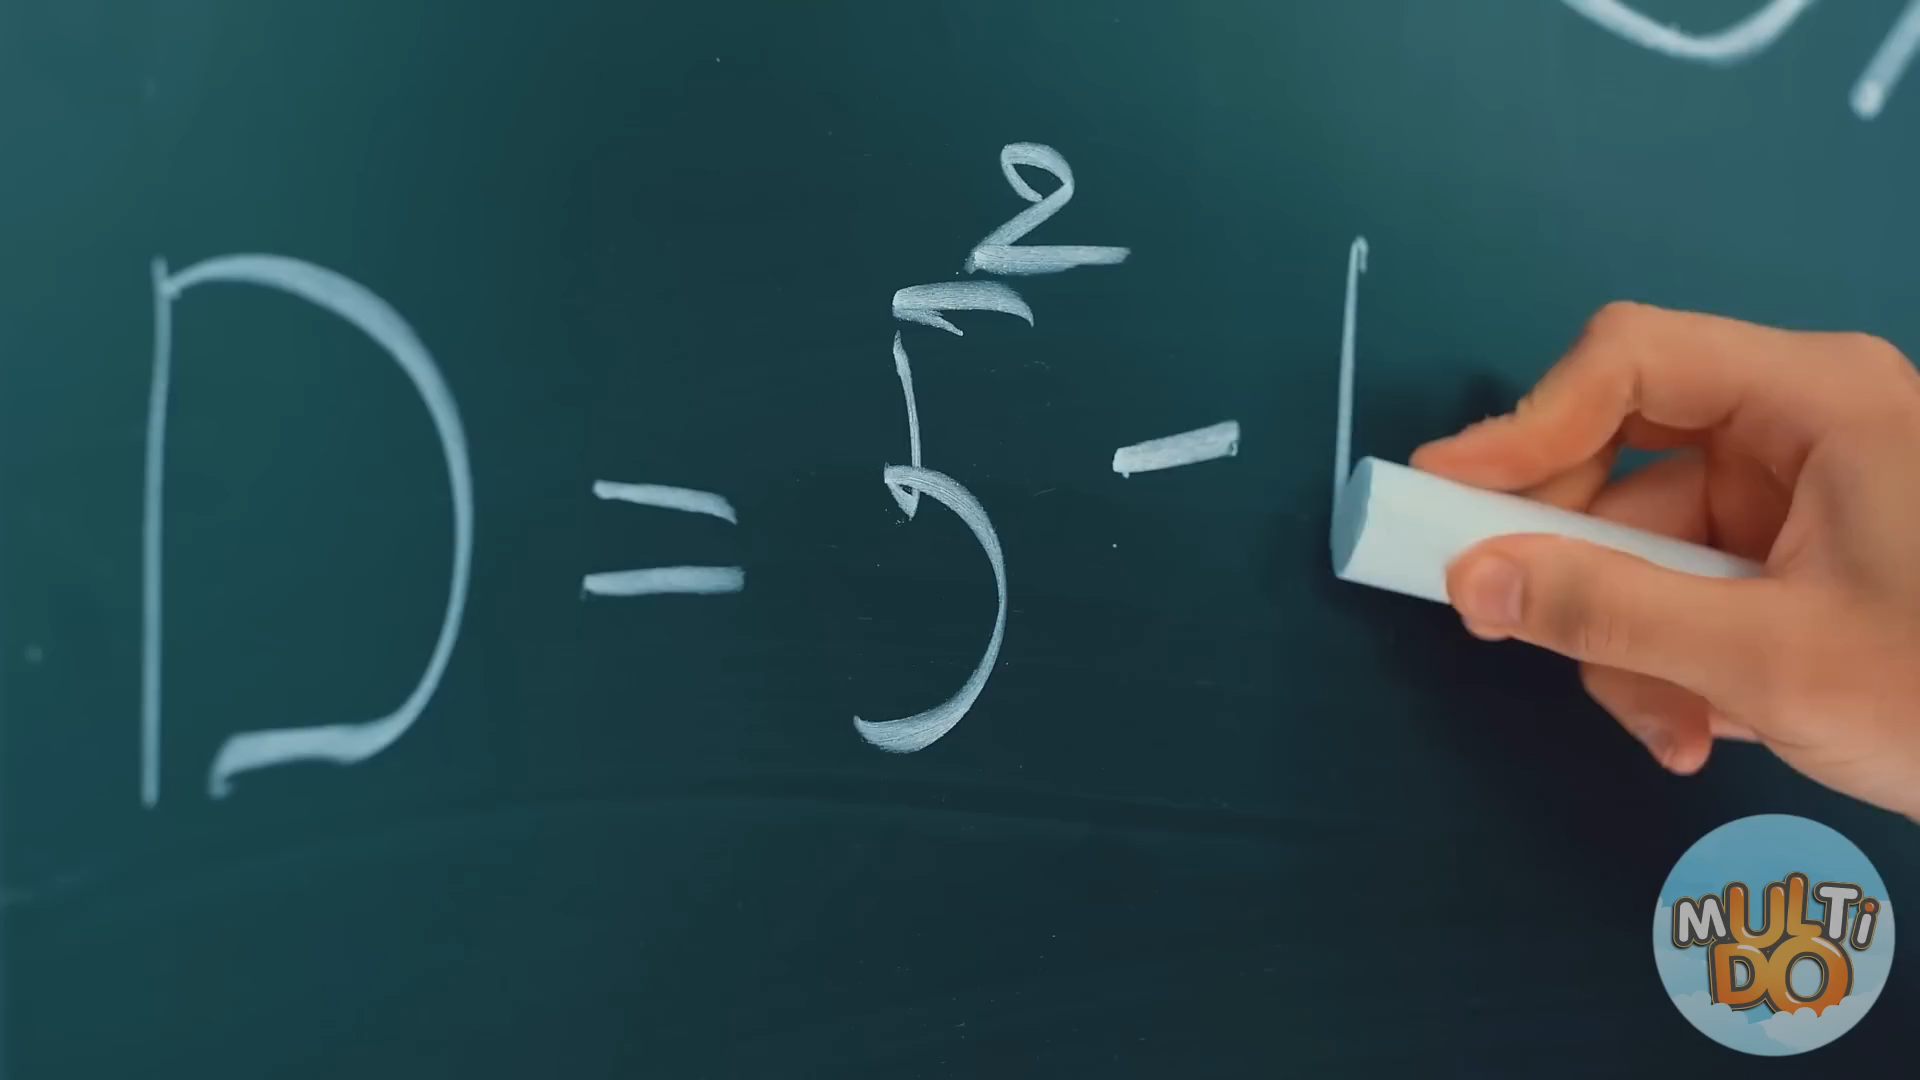 D = 5² -
MULTi
DO